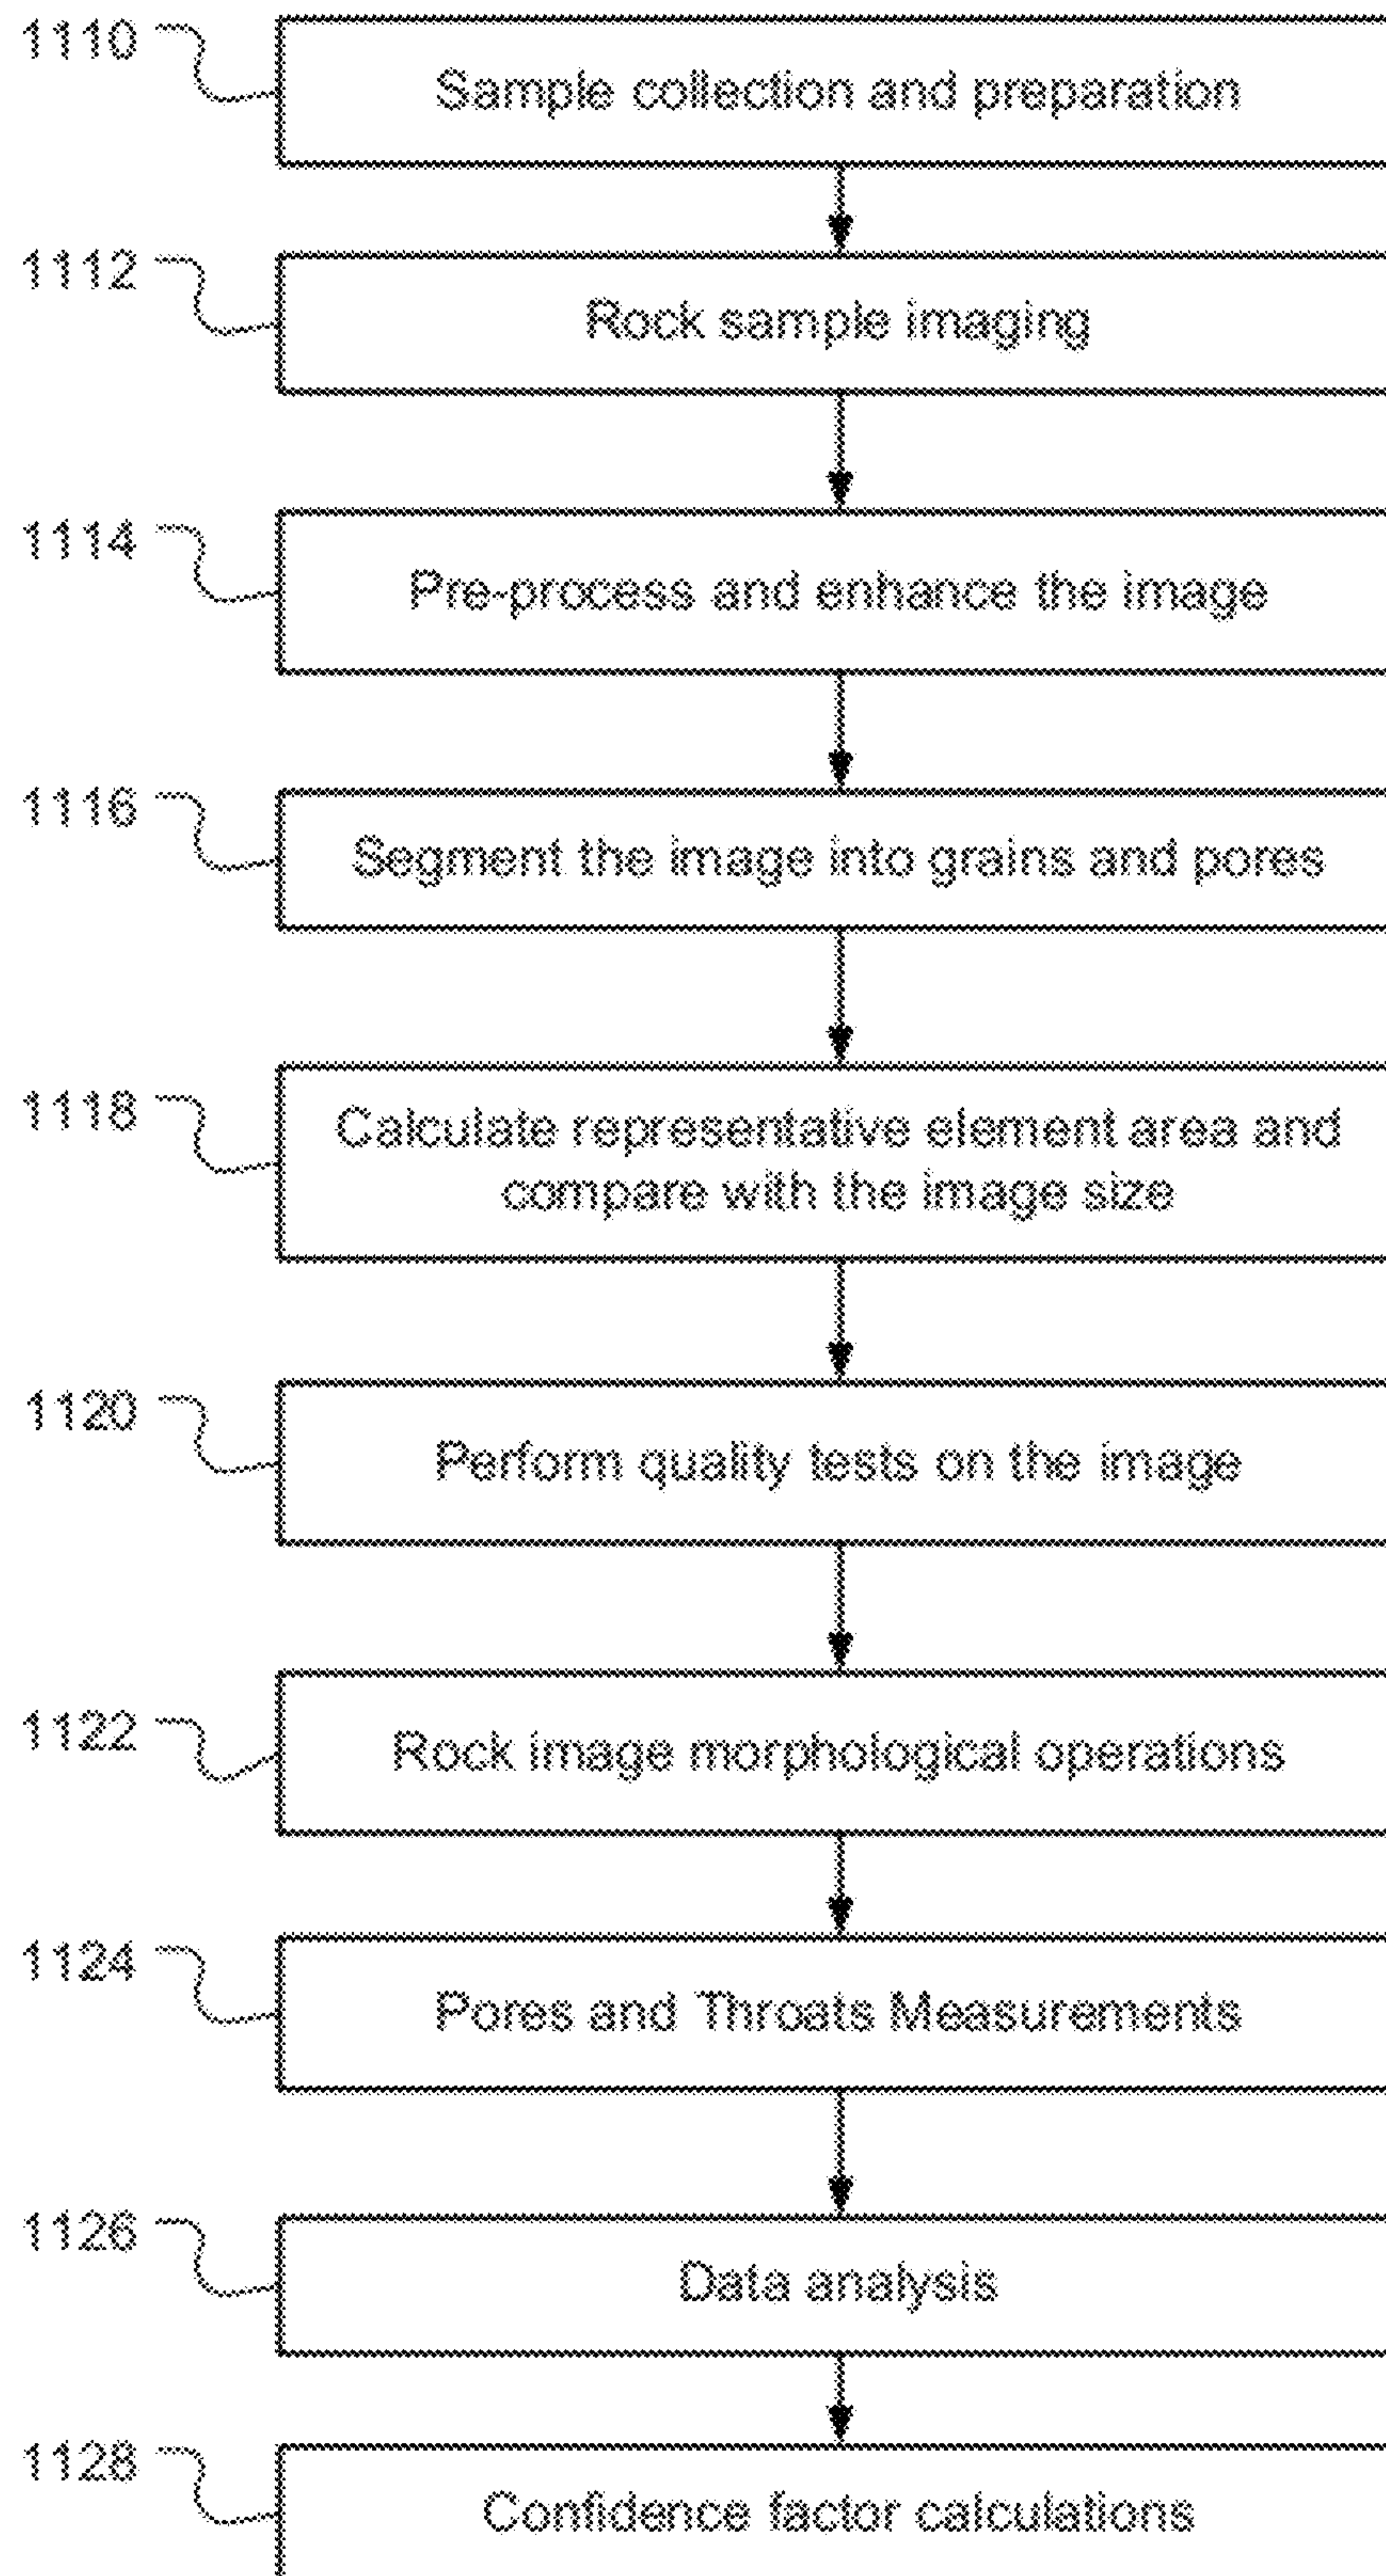 1110
Sample collection and preparation
1112
Rock sample imaging
1114
Pre-process and enhance the image
1116
Segment the image into grains and pores
1118
Calculate representative element area and
compare with the image size
1120
Perform quality tests on the image
1122
Rock image morphological operations
1124
Pores and Throats Measurements
1126
Data analysis
1128
Confidence factor calculations